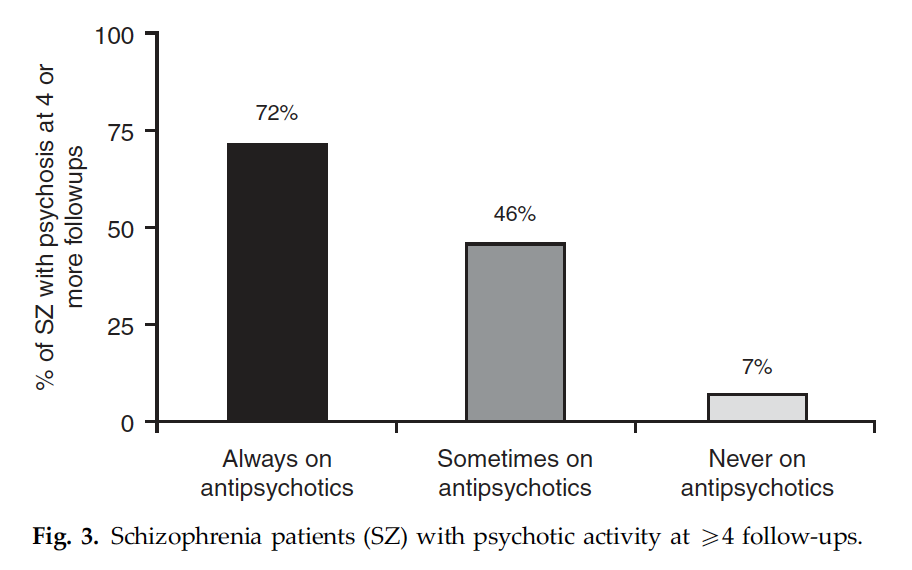 % of SZ with psychosis at 4 or
more followups
100
75
50
25
0
72%
46%
7%
Always on
antipsychotics
Sometimes on
antipsychotics
Never on
antipsychotics
Fig. 3. Schizophrenia patients (SZ) with psychotic activity at ⩾4 follow-ups.